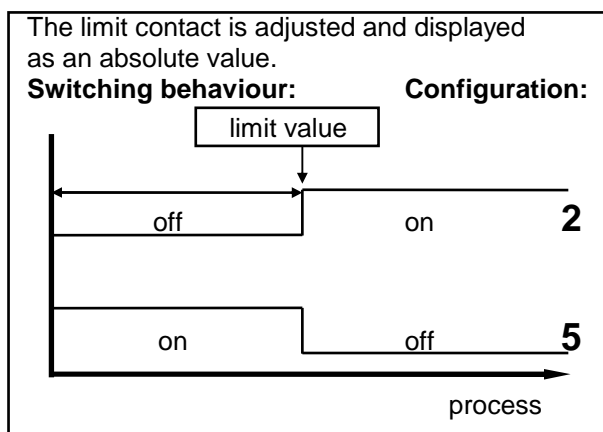 The limit contact is adjusted and displayed
as an absolute value.
Switching behaviour: Configuration:
limit value
off on 2
on off 5
process